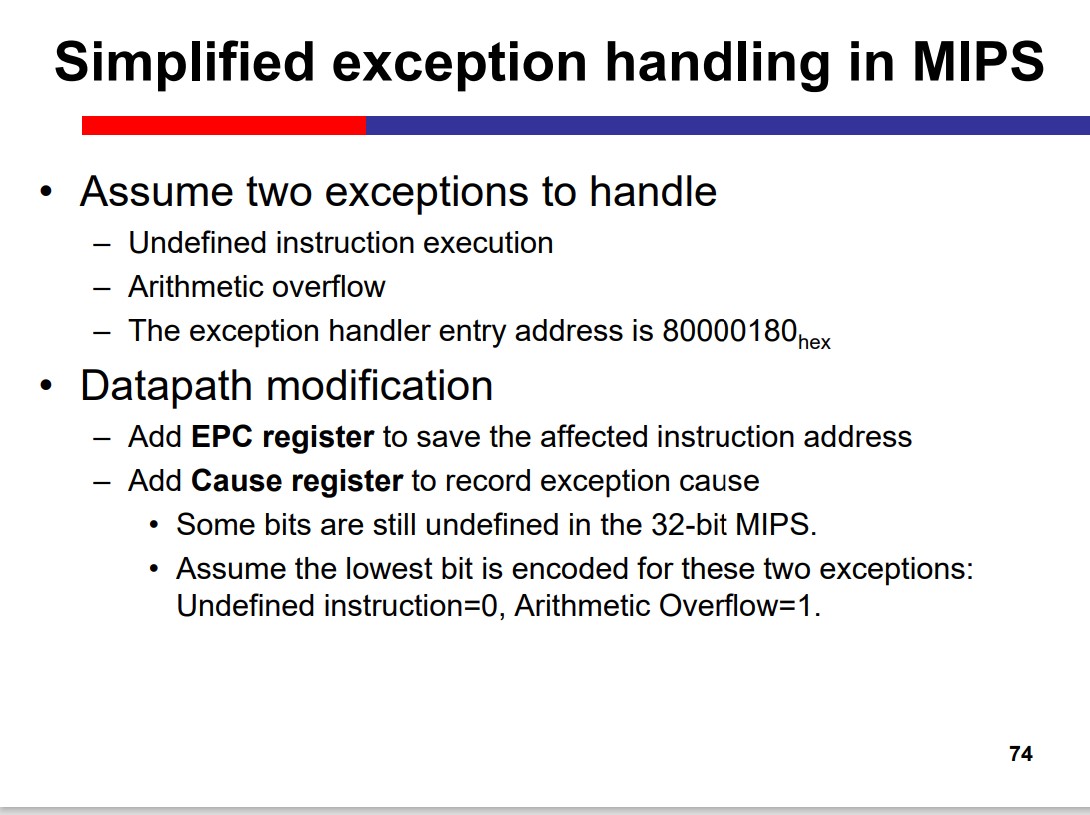 Simplified exception handling in MIPS
• Assume two exceptions to handle
– Undefined instruction execution
– Arithmetic overflow
– The exception handler entry address is 80000180hex
• Datapath modification
– Add EPC register to save the affected instruction address
– Add Cause register to record exception cause
• Some bits are still undefined in the 32-bit MIPS.
• Assume the lowest bit is encoded for these two exceptions:
Undefined instruction=0, Arithmetic Overflow=1.
74